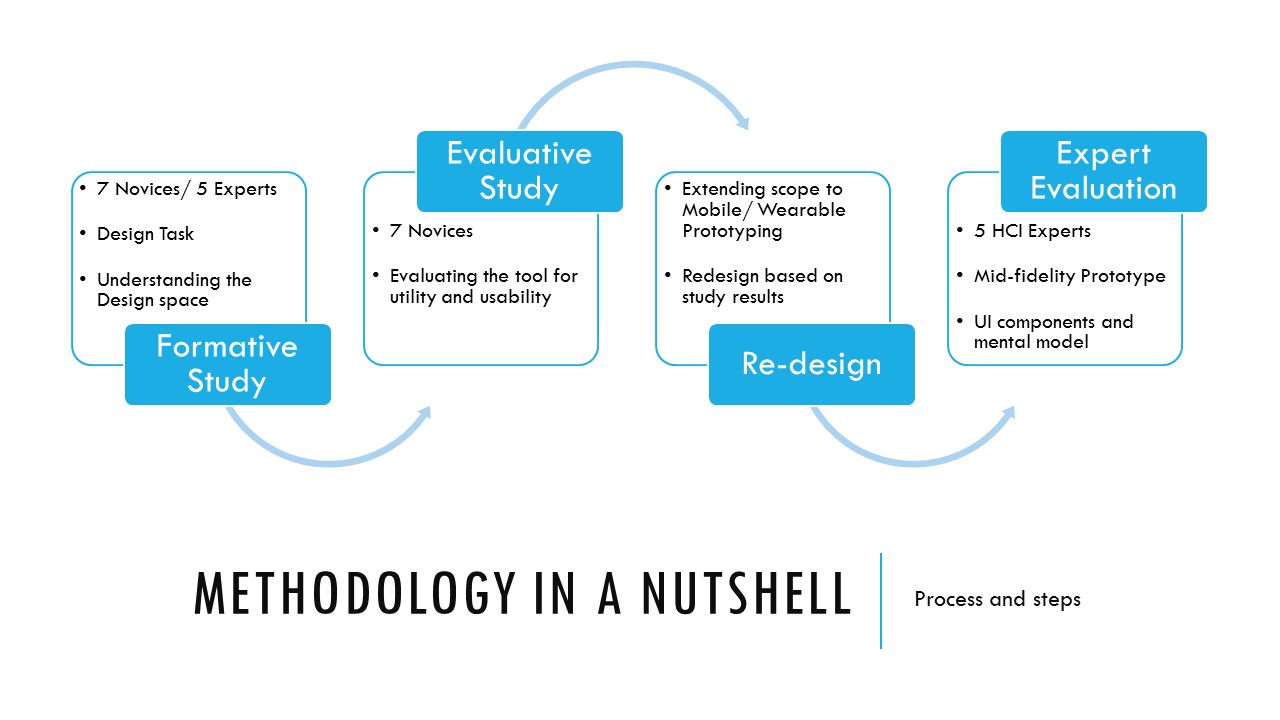 • 7 Novices/ 5 Experts
• Design Task
• Understanding the
Design space
Formative
Study
Evaluative
Study
• 7 Novices
• Evaluating the tool for
utility and usability
• Extending scope to
Mobile/ Wearable
Prototyping
• Redesign based on
study results
Re-design
Expert
Evaluation
• 5 HCI Experts
• Mid-fidelity Prototype
• UI components and
mental model
METHODOLOGY IN A NUTSHELL
Process and steps